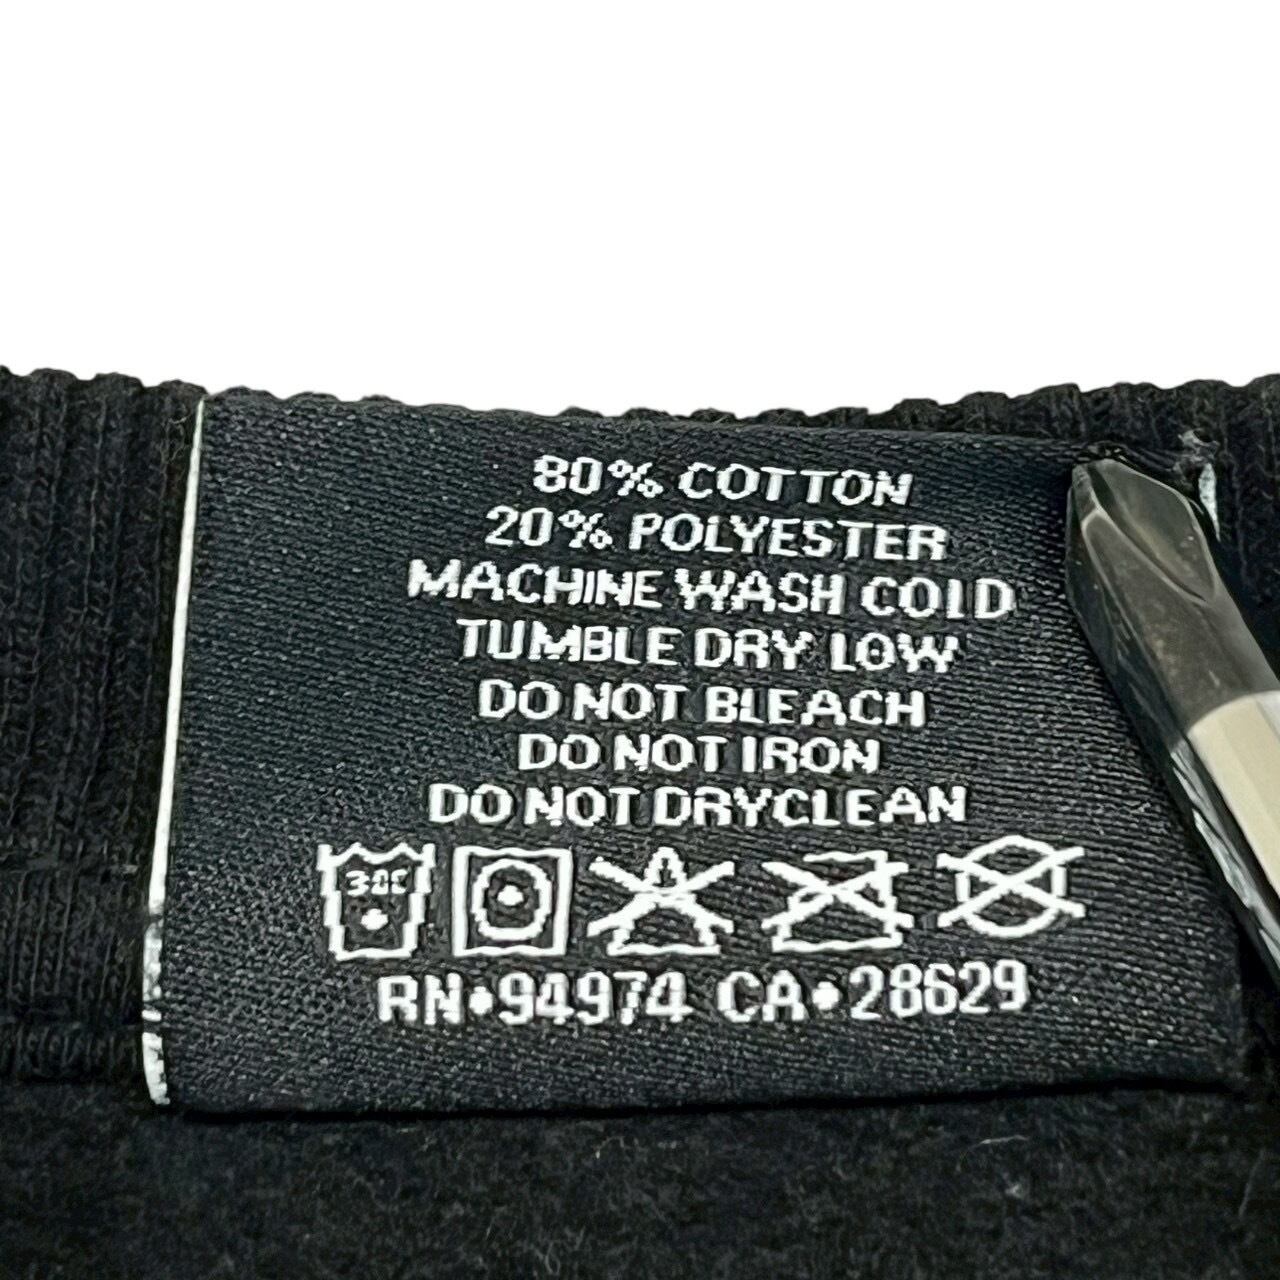 80% COTTON
20% POLYESTER
MACHINE WASH COLD
TUMBLE DRY LOW
DO NOT BLEACH
DO NOT IRON
DO NOT DRYCLEAN
RN•94974 CA•28629